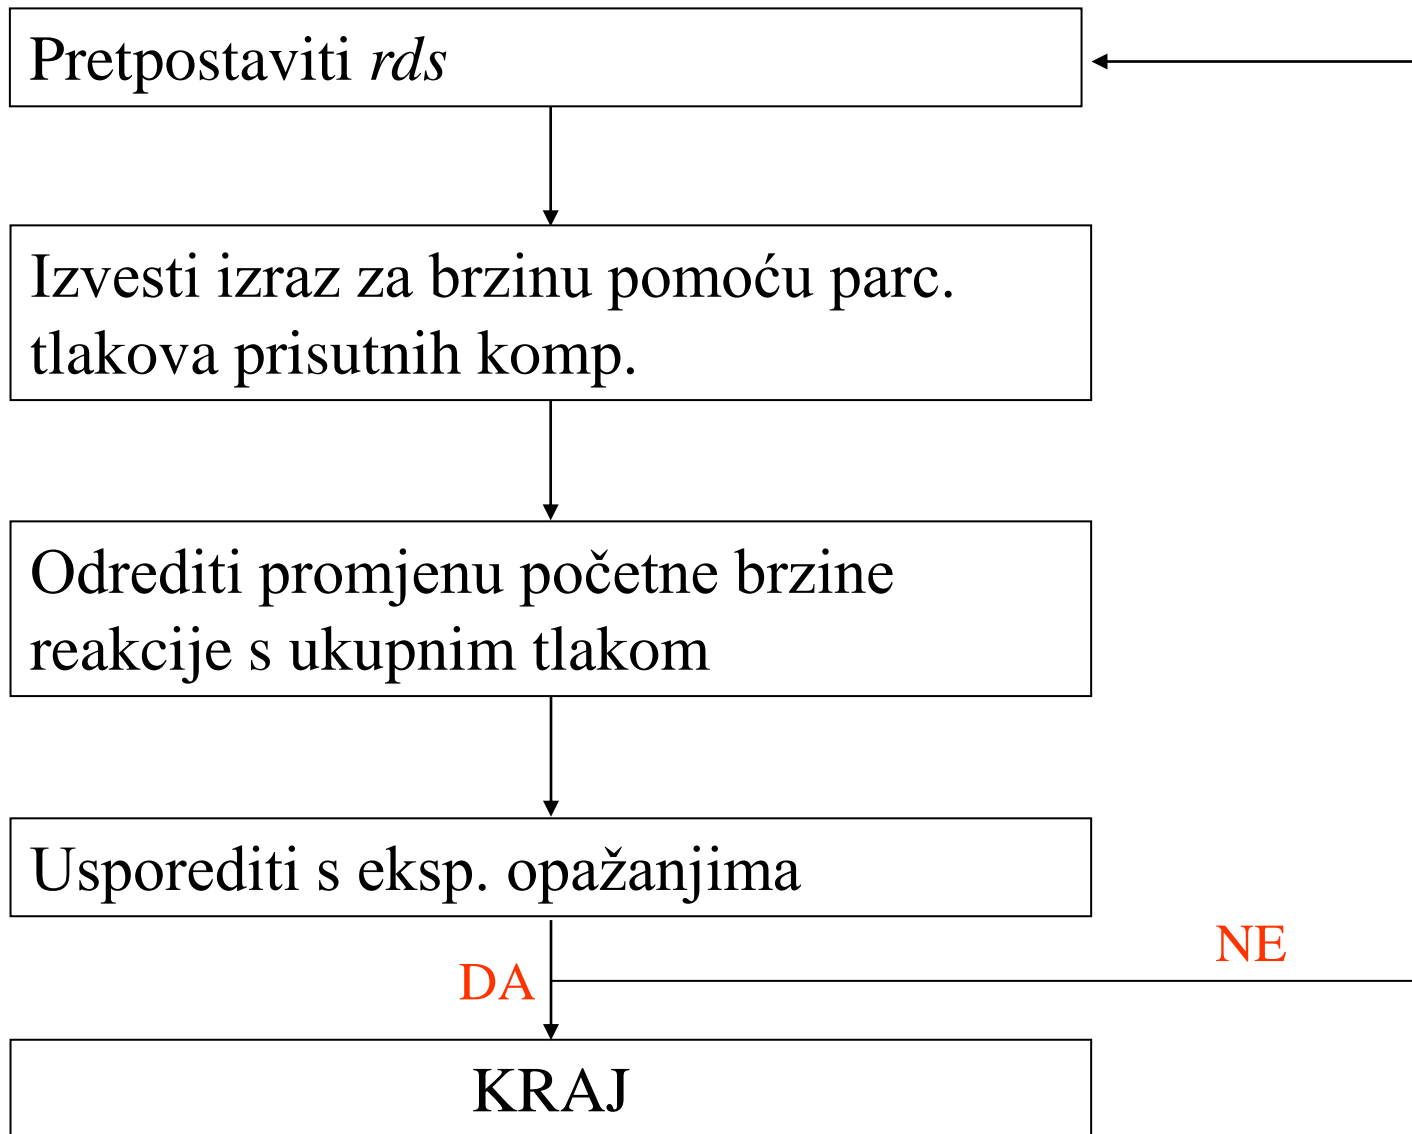 Pretpostaviti rds
Izvesti izraz za brzinu pomoću parc.
tlakova prisutnih komp.
Odrediti promjenu početne brzine
reakcije s ukupnim tlakom
Usporediti s eksp. opažanjima
NE
DA
KRAJ